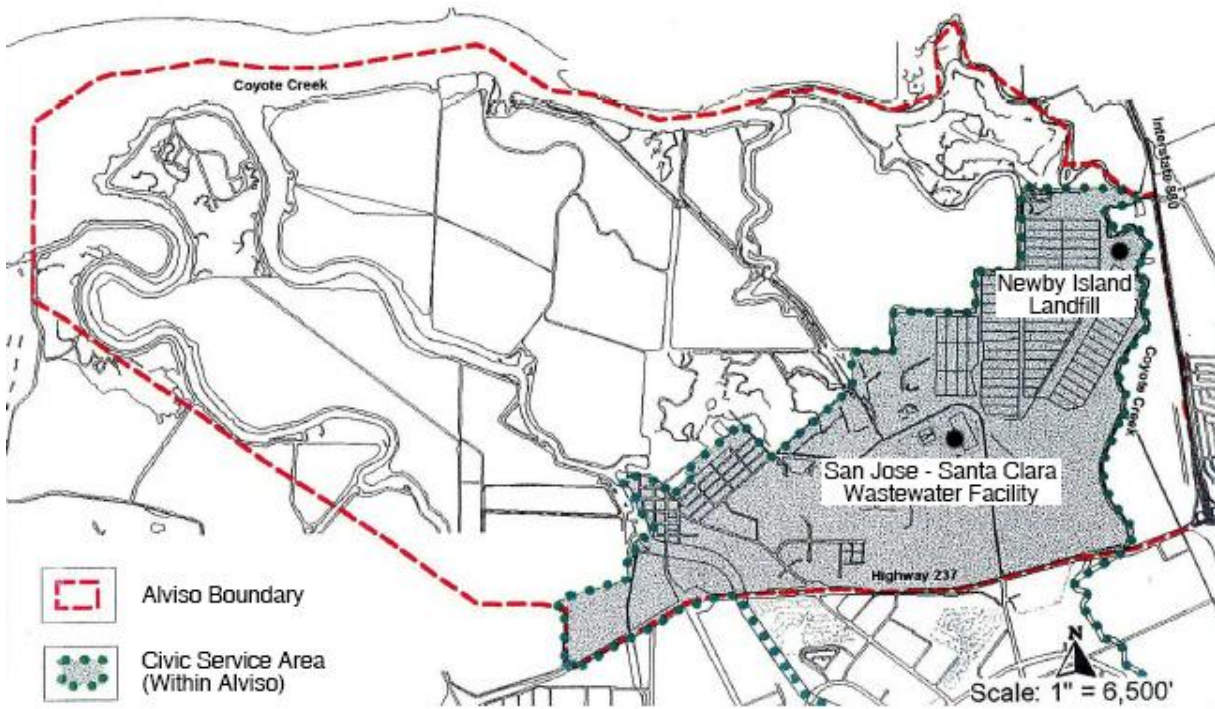 Coyote Creek
Interstate 880
Newby Island
Landfill
Coyote Creek
San Jose - Santa Clara
Wastewater Facility
Highway 237
Alviso Boundary
Civic Service Area
(Within Alviso)
N
Scale: 1" = 6,500'